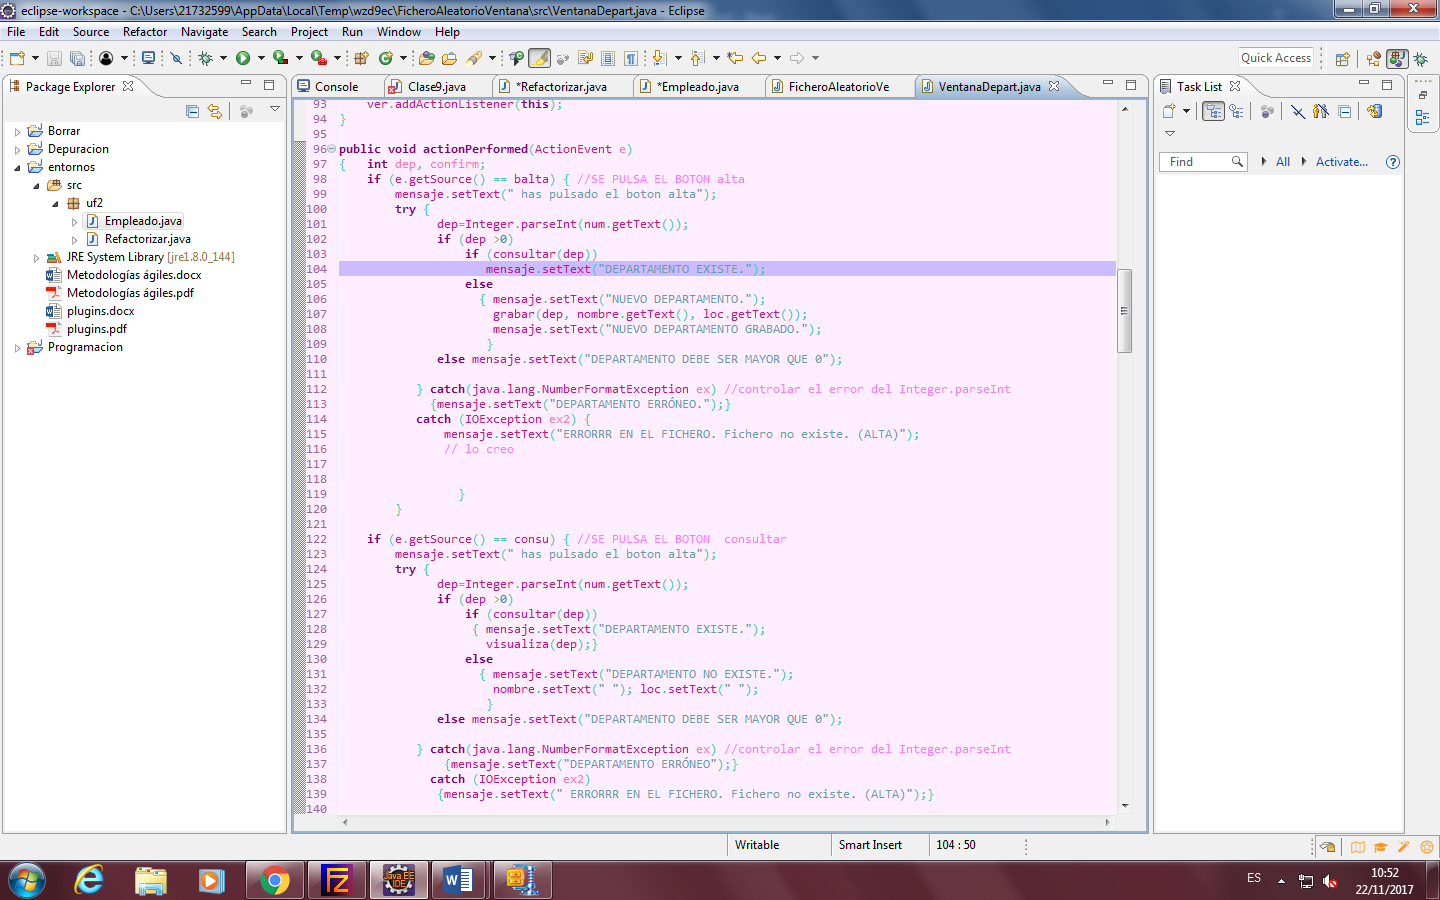 eclipse-workspace - C:\Users\21732599\AppData\Local\Temp\wzd9ec\FicheroAleatorioVentana\src\VentanaDepart.java - Eclipse
File Edit Source Refactor Navigate Search Project Run Window Help
Quick Access
Package Explorer
Borrar
Depuracion
entornos
src
uf2
Empleado.java
Refactorizar.java
JRE System Library [jre1.8.0_144]
Metodologías ágiles.docx
Metodologías ágiles.pdf
plugins.docx
plugins.pdf
Programacion
Console Clase9.java *Refactorizar.java *Empleado.java FicheroAleatorioVe VentanaDepart.java
93 ver.addActionListener(this);
94 }
95
96 public void actionPerformed(ActionEvent e)
97 { int dep, confirm;
98 if (e.getSource() == balta) { //SE PULSA EL BOTON alta
99 mensaje.setText(" has pulsado el boton alta");
100 try {
101 dep=Integer.parseInt(num.getText());
102 if (dep >0)
103 if (consultar(dep))
104 mensaje.setText("DEPARTAMENTO EXISTE.");
105 else
106 { mensaje.setText("NUEVO DEPARTAMENTO.");
107 grabar(dep, nombre.getText(), loc.getText());
108 mensaje.setText("NUEVO DEPARTAMENTO GRABADO.");
109 }
110 else mensaje.setText("DEPARTAMENTO DEBE SER MAYOR QUE 0");
111
112 } catch(java.lang.NumberFormatException ex) //controlar el error del Integer.parseInt
113 {mensaje.setText("DEPARTAMENTO ERRÓNEO.");}
114 catch (IOException ex2) {
115 mensaje.setText("ERRORRR EN EL FICHERO. Fichero no existe. (ALTA)");
116 // lo creo
117
118
119 }
120 }
121
122 if (e.getSource() == consu) { //SE PULSA EL BOTON  consultar
123 mensaje.setText(" has pulsado el boton alta");
124 try {
125 dep=Integer.parseInt(num.getText());
126 if (dep >0)
127 if (consultar(dep))
128 { mensaje.setText("DEPARTAMENTO EXISTE.");
129 visualiza(dep);}
130 else
131 { mensaje.setText("DEPARTAMENTO NO EXISTE.");
132 nombre.setText(" "); loc.setText(" ");
133 }
134 else mensaje.setText("DEPARTAMENTO DEBE SER MAYOR QUE 0");
135
136 } catch(java.lang.NumberFormatException ex) //controlar el error del Integer.parseInt
137 {mensaje.setText("DEPARTAMENTO ERRÓNEO");}
138 catch (IOException ex2)
139 {mensaje.setText(" ERRORRR EN EL FICHERO. Fichero no existe. (ALTA)");}
140
Task List
Find All Activate...
Writable Smart Insert 104 : 50
Java EE
IDE
ES
10:52
22/11/2017